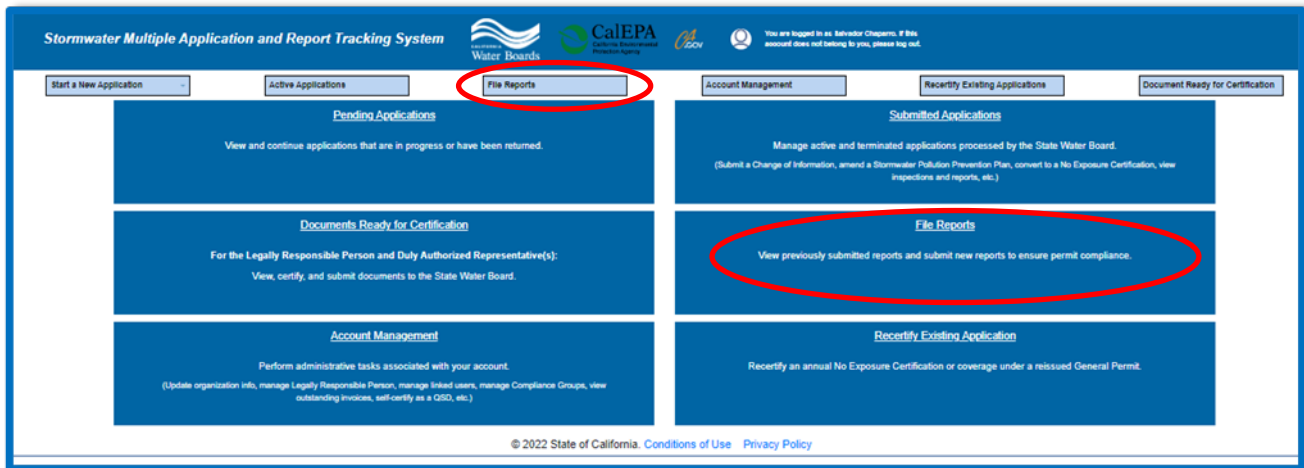 Stormwater Multiple Application and Report Tracking System
CALIFORNIA
Water Boards
CalEPA
California Environmental
Protection Agency
CA.GOV
You are logged in as: Salvador Chaparro. If this
account does not belong to you, please log out.
Start a New Application
Active Applications
File Reports
Account Management
Recertify Existing Applications
Document Ready for Certification
Pending Applications
View and continue applications that are in progress or have been returned.
Submitted Applications
Manage active and terminated applications processed by the State Water Board.
(Submit a Change of Information, amend a Stormwater Pollution Prevention Plan, convert to a No Exposure Certification, view
inspections and reports, etc.)
Documents Ready for Certification
For the Legally Responsible Person and Duly Authorized Representative(s):
View, certify, and submit documents to the State Water Board.
File Reports
View previously submitted reports and submit new reports to ensure permit compliance.
Account Management
Perform administrative tasks associated with your account.
(Update organization info, manage Legally Responsible Person, manage linked users, manage Compliance Groups, view
outstanding invoices, self-certify as a QSD, etc.)
Recertify Existing Application
Recertify an annual No Exposure Certification or coverage under a reissued General Permit.
© 2022 State of California. Conditions of Use Privacy Policy